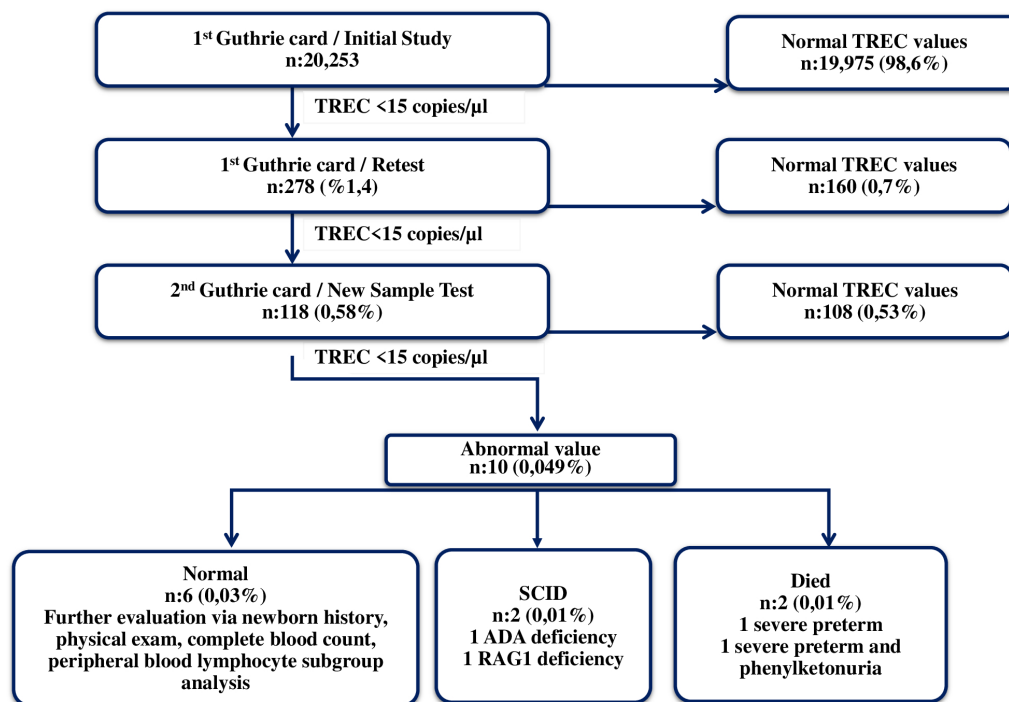 1st Guthrie card / Initial Study
n:20,253
Normal TREC values
n:19,975 (98,6%)
TREC <15 copies/µl
1st Guthrie card / Retest
n:278 (%1,4)
Normal TREC values
n:160 (0,7%)
TREC<15 copies/µl
2nd Guthrie card / New Sample Test
n:118 (0,58%)
Normal TREC values
n:108 (0,53%)
TREC <15 copies/µl
Abnormal value
n:10 (0,049%)
Normal
n:6 (0,03%)
Further evaluation via newborn history,
physical exam, complete blood count,
peripheral blood lymphocyte subgroup
analysis
SCID
n:2 (0,01%)
1 ADA deficiency
1 RAG1 deficiency
Died
n:2 (0,01%)
1 severe preterm
1 severe preterm and
phenylketonuria